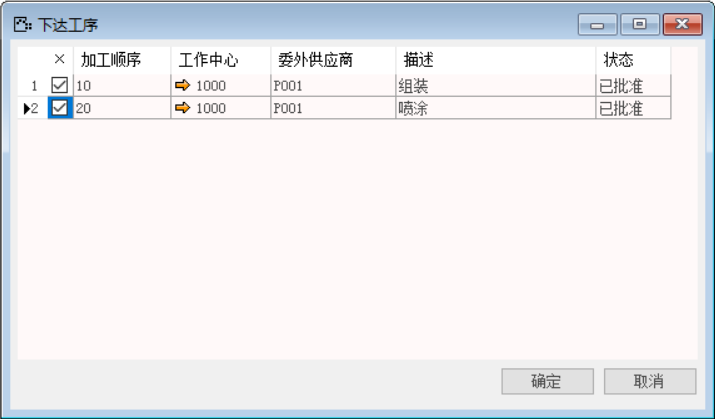 下达工序
× 加工顺序 工作中心 委外供应商 描述 状态
1 10 1000 P001 组装 已批准
2 20 1000 P001 喷涂 已批准
确定 取消